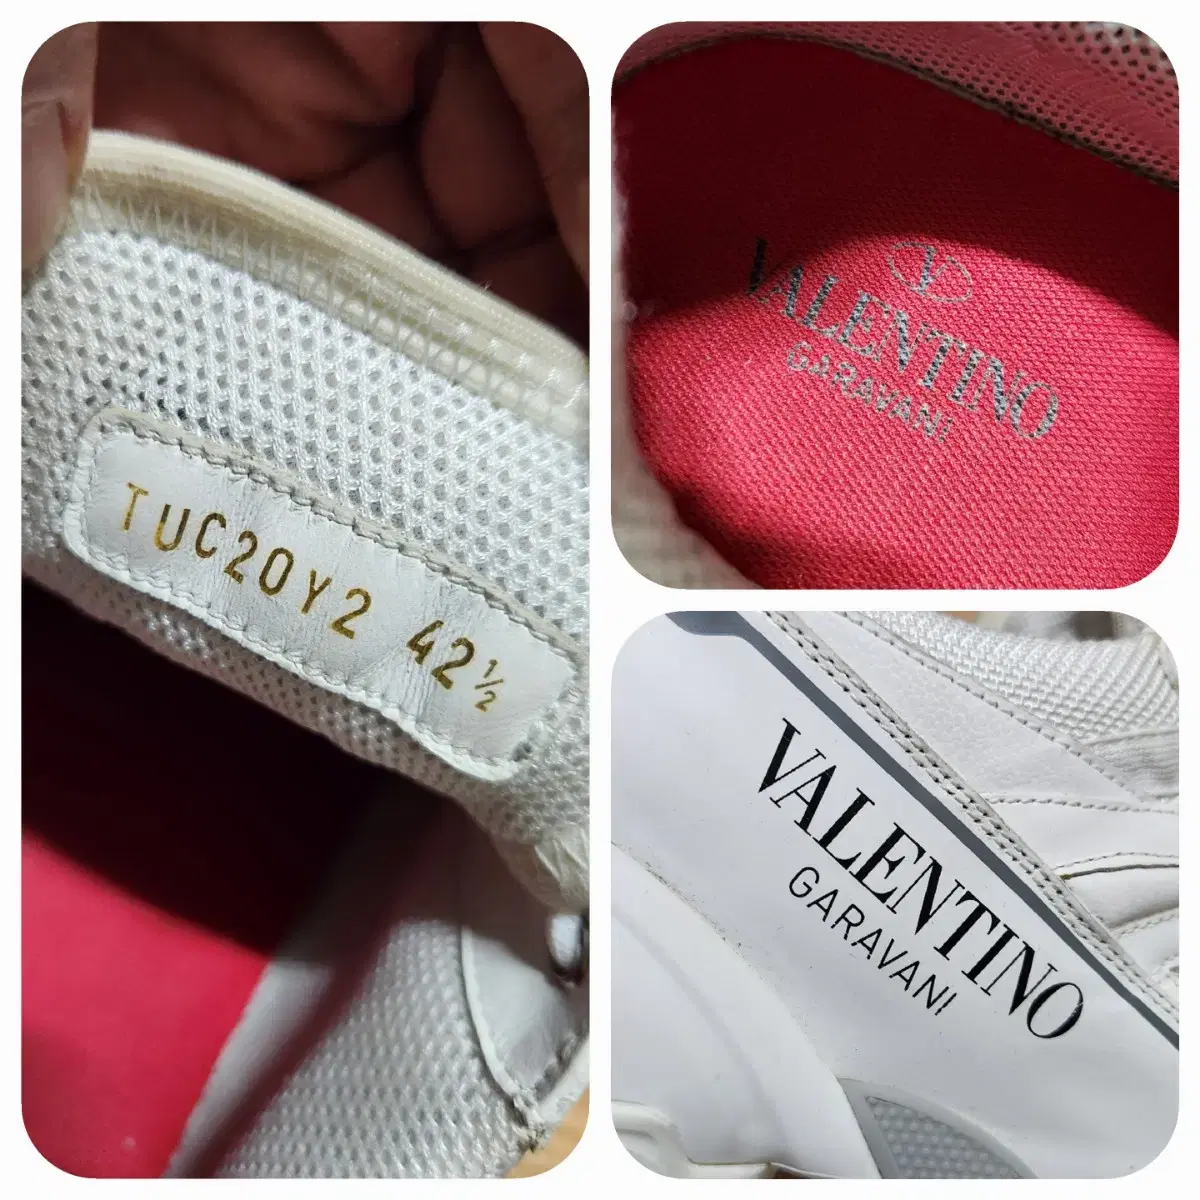 TUC20Y2 42½
V
VALENTINO
GARAVANI
VALENTINO
GARAVANI